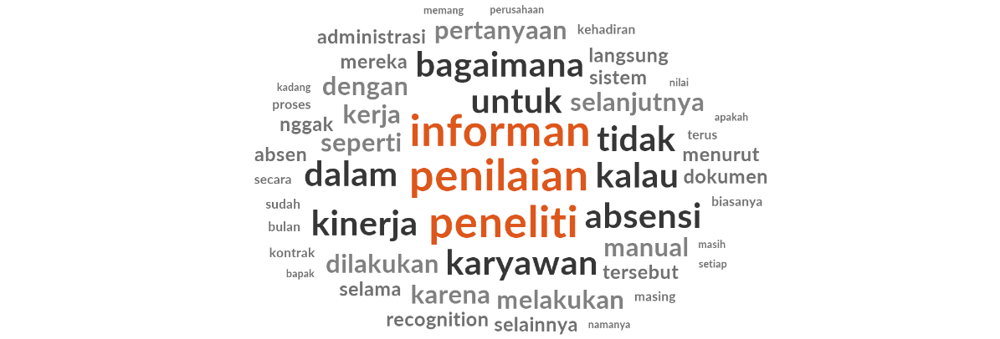 memang perusahaan
administrasi pertanyaan kehadiran
mereka bagaimana langsung
sistem
kadang dengan nilai
proses untuk selanjutnya
kerja apakah
nggak informan tidak terus
seperti
absen menurut
secara dalam penilaian kalau dokumen
sudah biasanya
bulan kinerja peneliti absensi
kontrak manual masih
bapak dilakukan karyawan tersebut setiap
selama karena melakukan masing
recognition selainnya namanya